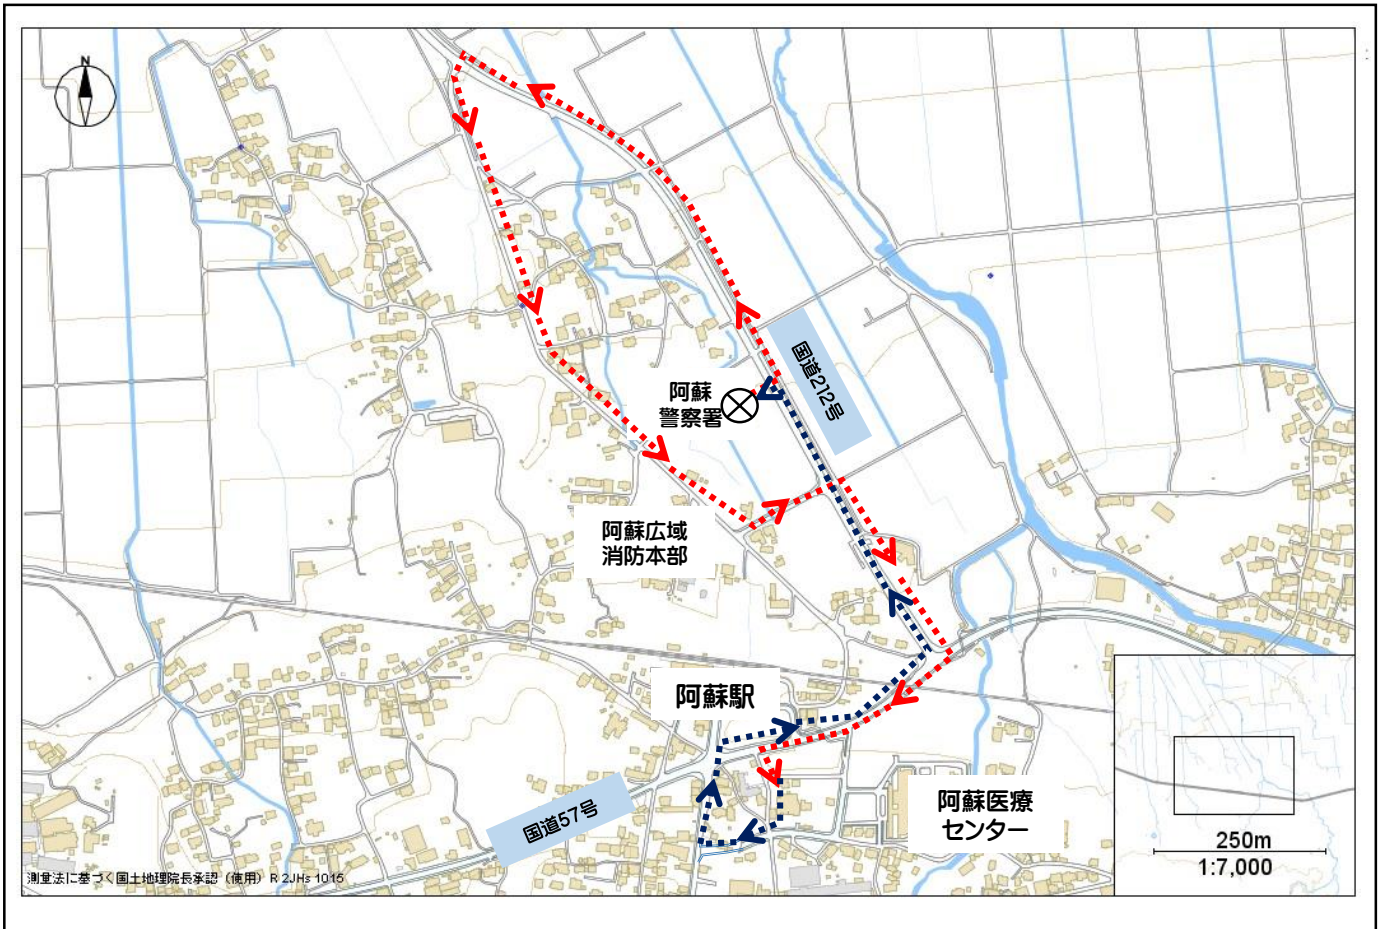 N
国道212号
阿蘇
警察署
阿蘇広域
消防本部
阿蘇駅
国道57号
阿蘇医療
センター
250m
1:7,000
測量法に基づく国土地理院長承認（使用）R 2JHs 1015